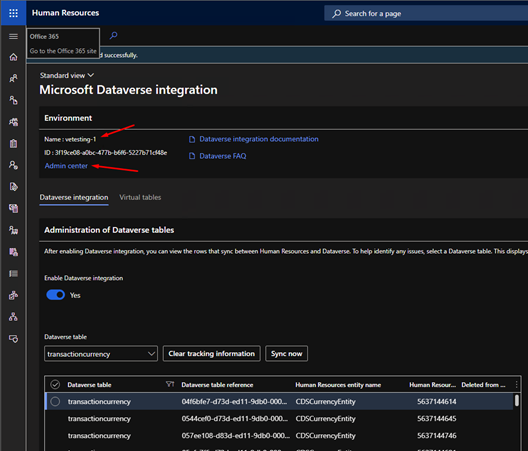 Human Resources
Search for a page
Office 365
Go to the Office 365 site
d successfully.
Standard view
Microsoft Dataverse integration
Environment
Name : vetesting-1
ID : 3f19ce08-a0bc-477b-b6f6-5227b71cf48e
Admin center
Dataverse integration documentation
Dataverse FAQ
Dataverse integration Virtual tables
Administration of Dataverse tables
After enabling Dataverse integration, you can view the rows that sync between Human Resources and Dataverse. To help identify any issues, select a Dataverse table. This displays
Enable Dataverse integration
Yes
Dataverse table
transactioncurrency Clear tracking information Sync now
Dataverse table Dataverse table reference Human Resources entity name Human Resour... Deleted from ...
transactioncurrency 04f6bfe7-d73d-ed11-9db0-000... CDSCurrencyEntity 5637144614
transactioncurrency 0544cef0-d73d-ed11-9db0-000... CDSCurrencyEntity 5637144645
transactioncurrency 057ee108-d83d-ed11-9db0-000... CDSCurrencyEntity 5637144746